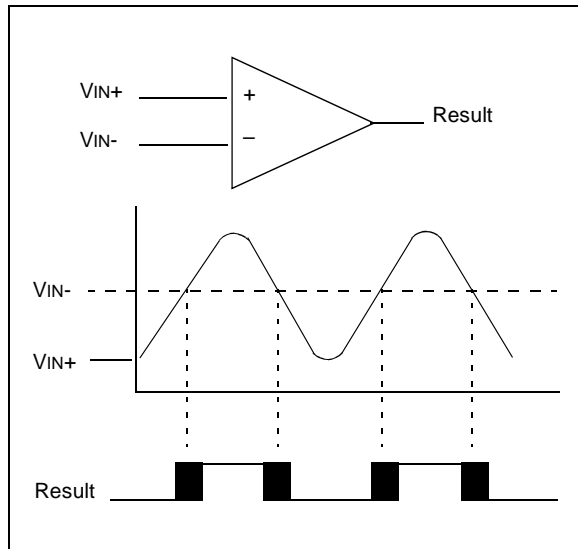 VIN+
+
Result
VIN-
–
VIN-
VIN+
Result